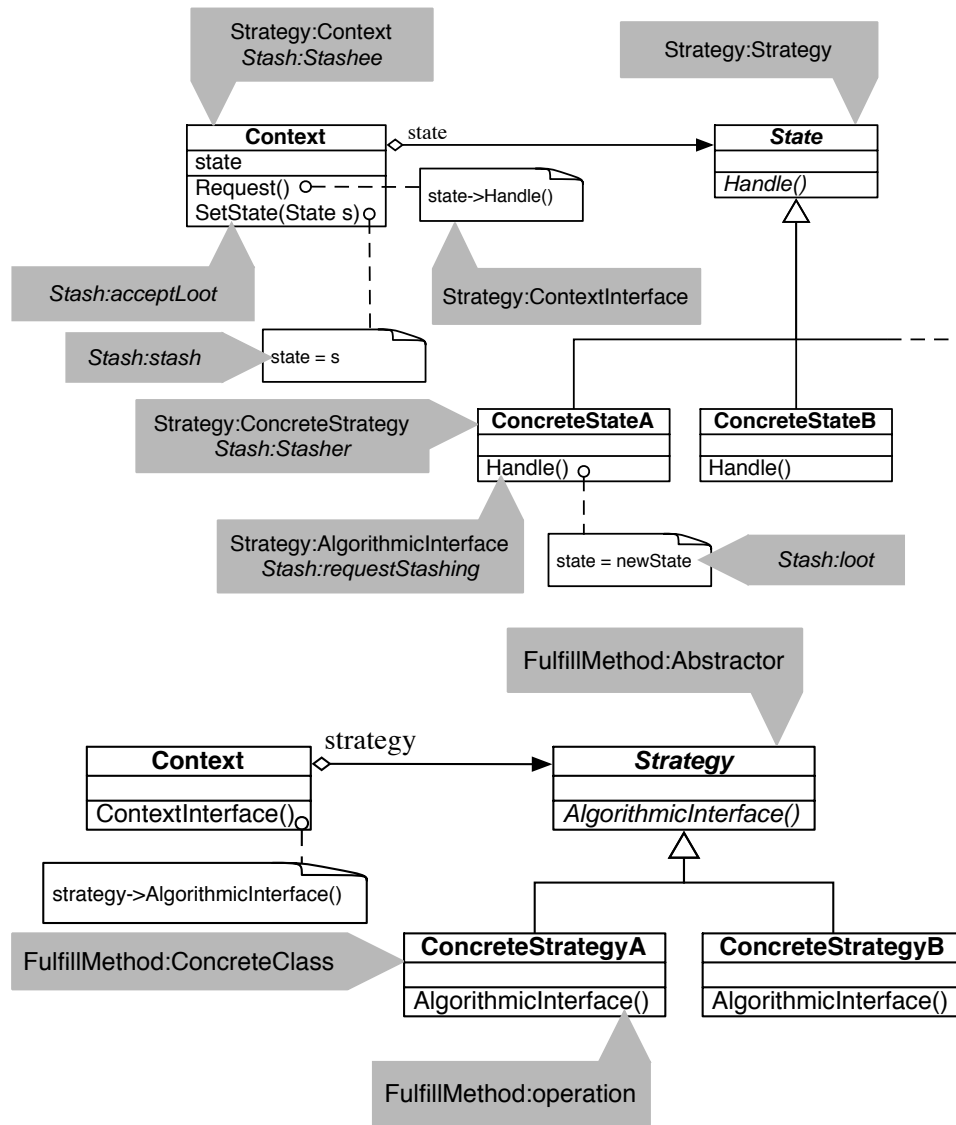 Strategy:Context
Stash:Stashee
Strategy:Strategy
Context
state
State
state
Request()
SetState(State s)
state->Handle()
Handle()
Stash:acceptLoot
Strategy:ContextInterface
Stash:stash
state = s
Strategy:ConcreteStrategy
Stash:Stasher
ConcreteStateA
Handle()
ConcreteStateB
Handle()
Strategy:AlgorithmicInterface
Stash:requestStashing
state = newState
Stash:loot
FulfillMethod:Abstractor
Context
strategy
Strategy
ContextInterface()
AlgorithmicInterface()
strategy->AlgorithmicInterface()
FulfillMethod:ConcreteClass
ConcreteStrategyA
AlgorithmicInterface()
ConcreteStrategyB
AlgorithmicInterface()
FulfillMethod:operation